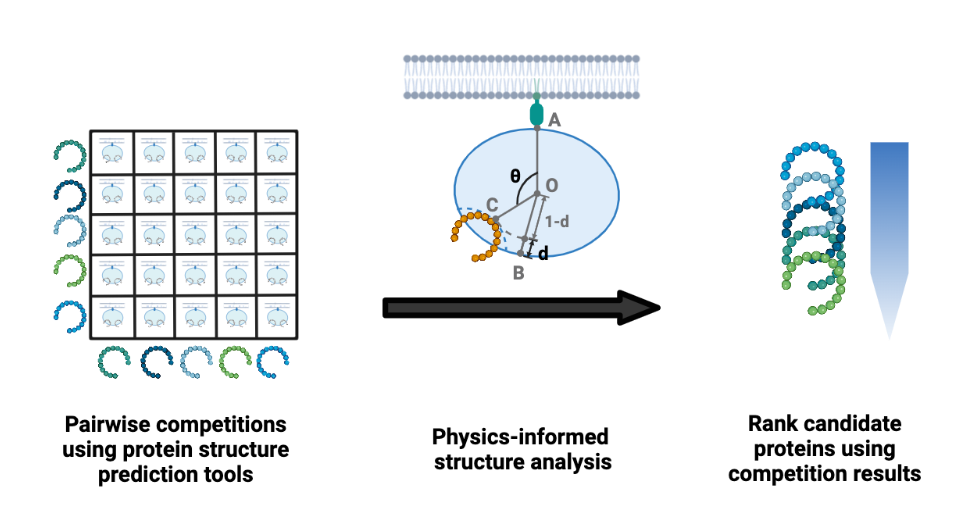 A
θ
O
C
1-d
d
B
Pairwise competitions
using protein structure
prediction tools
Physics-informed
structure analysis
Rank candidate
proteins using
competition results